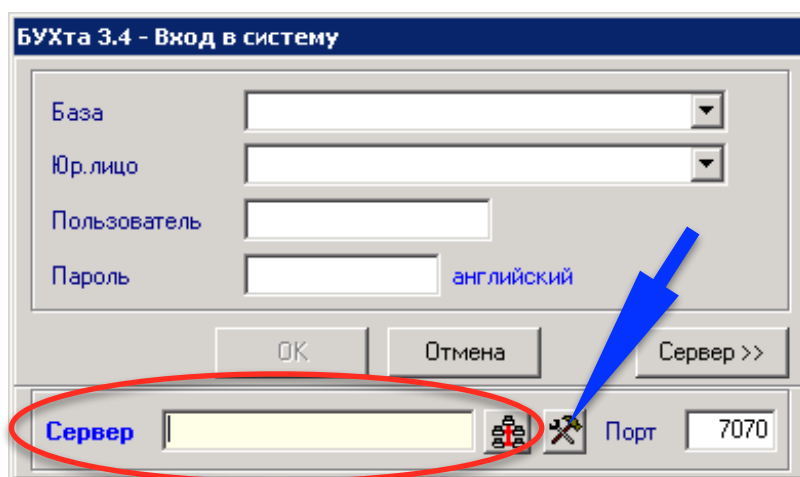 БУХта 3.4 - Вход в систему
База
Юр.лицо
Пользователь
Пароль английский
OK Отмена Сервер >>
Сервер Порт 7070